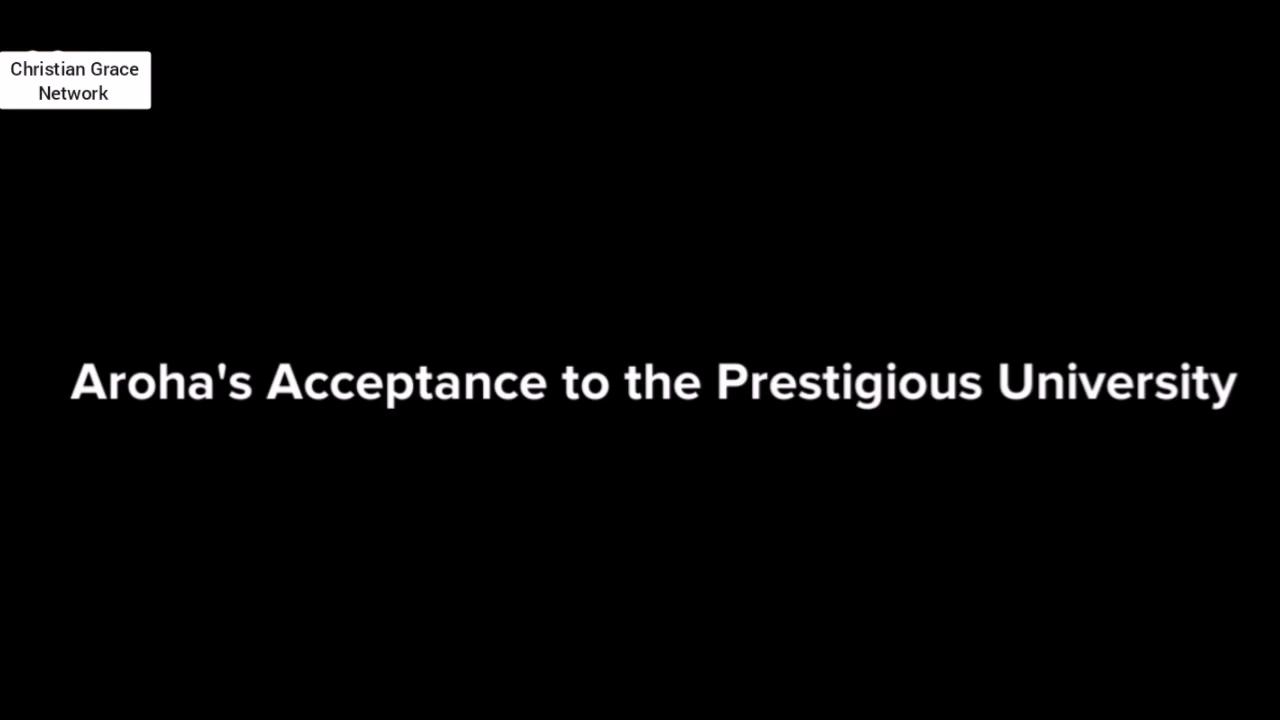 Christian Grace
Network
Aroha's Acceptance to the Prestigious University